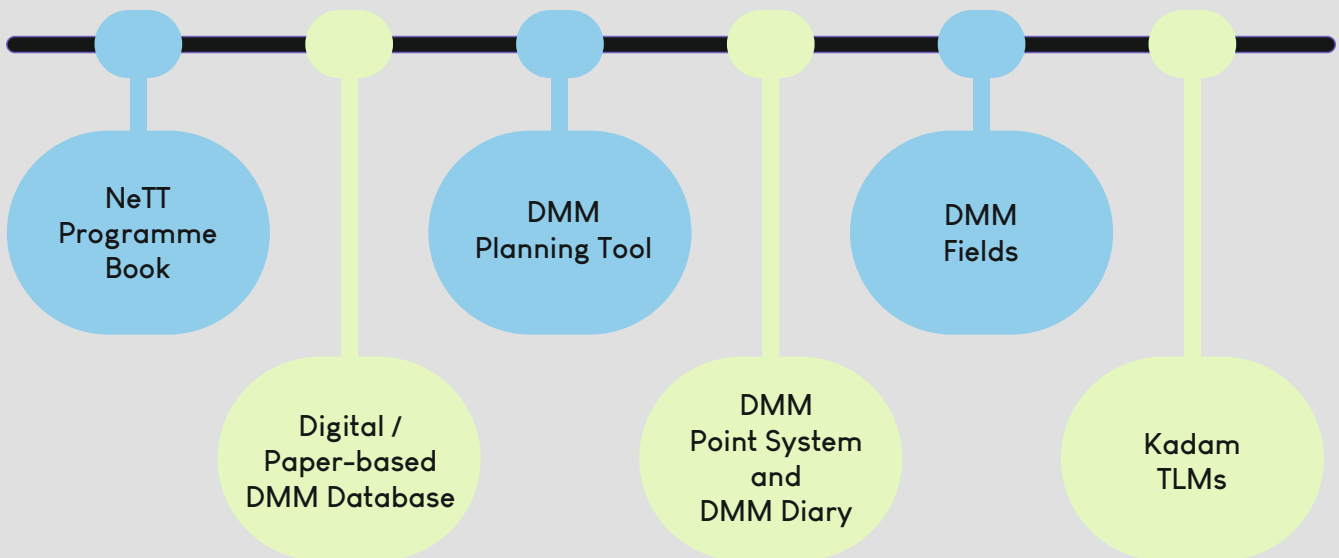 NeTT
Programme
Book
Digital /
Paper-based
DMM Database
DMM
Planning Tool
DMM
Point System
and
DMM Diary
DMM
Fields
Kadam
TLMs